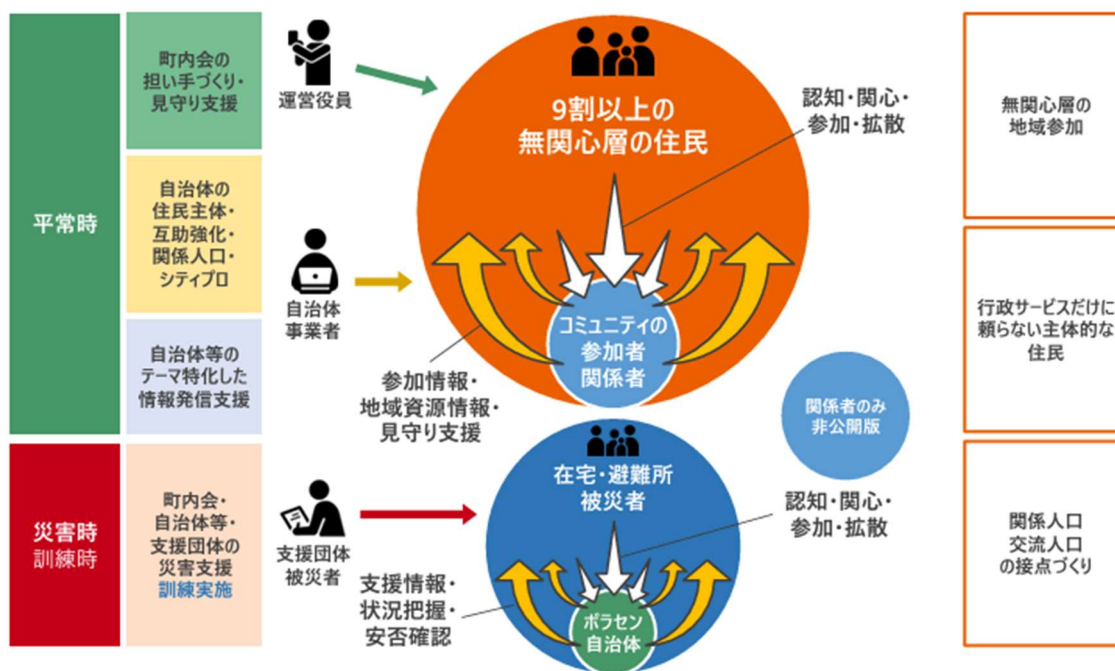 平常時
町内会の
担い手づくり・
見守り支援
運営役員
9割以上の
無関心層の住民
認知・関心・
参加・拡散
無関心層の
地域参加
自治体の
住民主体・
互助強化・
関係人口・
シティプロ
自治体
事業者
コミュニティの
参加者
関係者
行政サービスだけに
頼らない主体的な
住民
自治体等の
テーマ特化した
情報発信支援
参加情報・
地域資源情報・
見守り支援
関係者のみ
非公開版
災害時
訓練時
町内会・
自治体等・
支援団体の
災害支援
訓練実施
支援団体
被災者
在宅・避難所
被災者
認知・関心・
参加・拡散
支援情報・
状況把握・
安否確認
ボラセン
自治体
関係人口
交流人口
の接点づくり